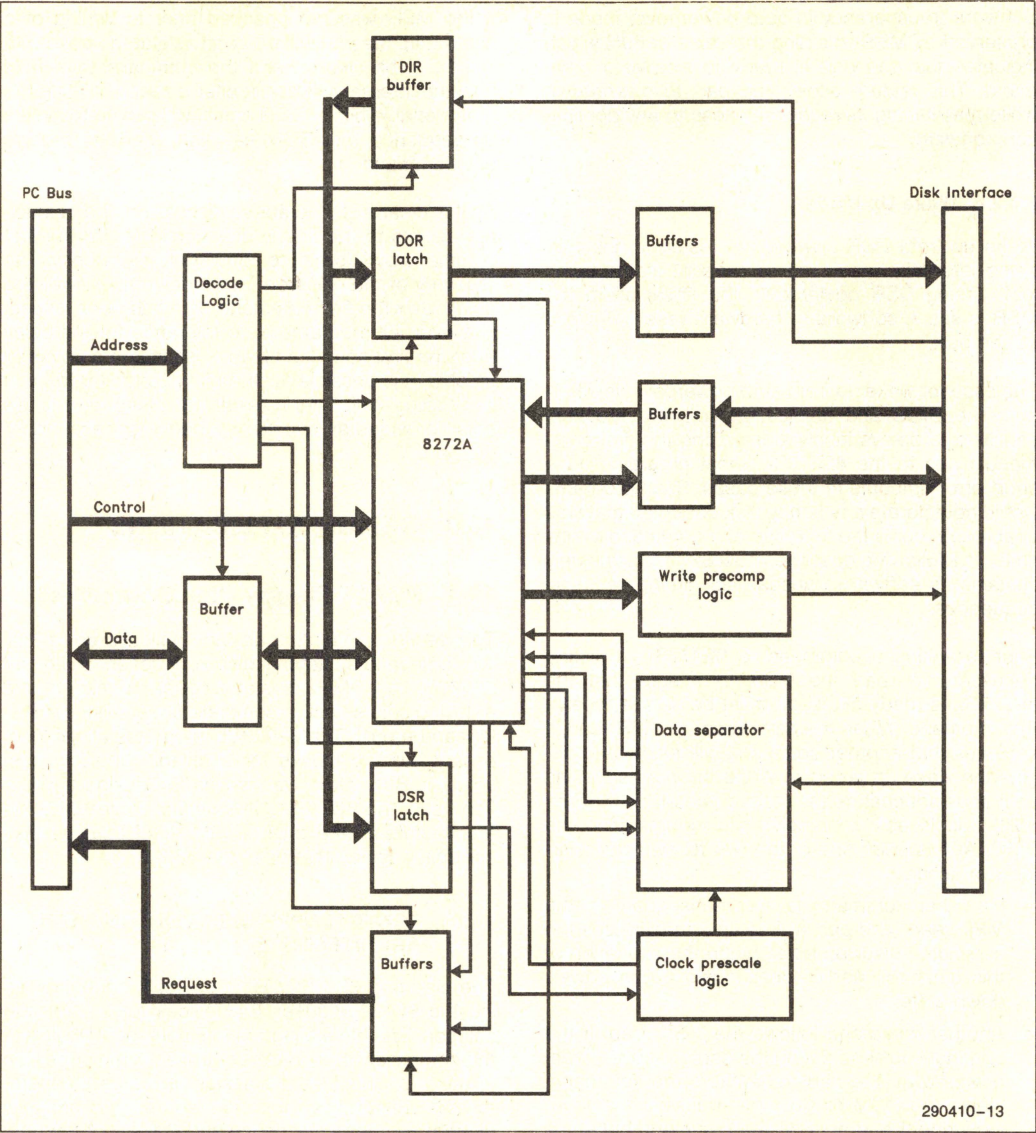 DIR
buffer
PC Bus
Disk Interface
DOR
latch
Buffers
Decode
Logic
Address
Buffers
8272A
Control
Write precomp
logic
Buffer
Data
Data separator
DSR
latch
Buffers
Clock prescale
logic
Request
290410-13